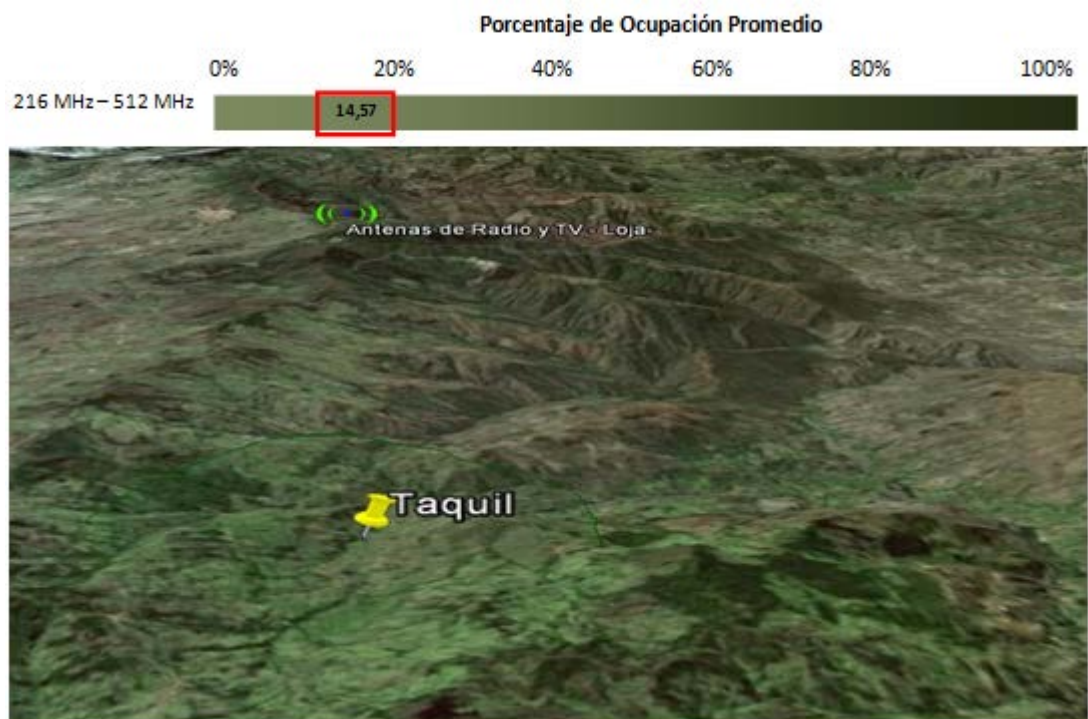 Porcentaje de Ocupación Promedio
0% 20% 40% 60% 80% 100%
216 MHz – 512 MHz 14,57
Antenas de Radio y TV - Loja
Taquil